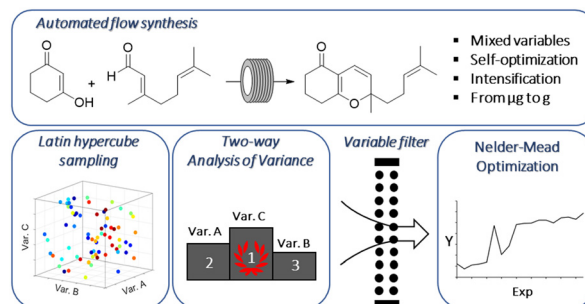 Automated flow synthesis
O
OH
+
H
O
O
O
Mixed variables
Self-optimization
Intensification
From µg to g
Latin hypercube
sampling
Var. C
Var. B
Var. A
Two-way
Analysis of Variance
Var. A
Var. C
Var. B
2
1
3
Variable filter
Nelder-Mead
Optimization
Y
Exp